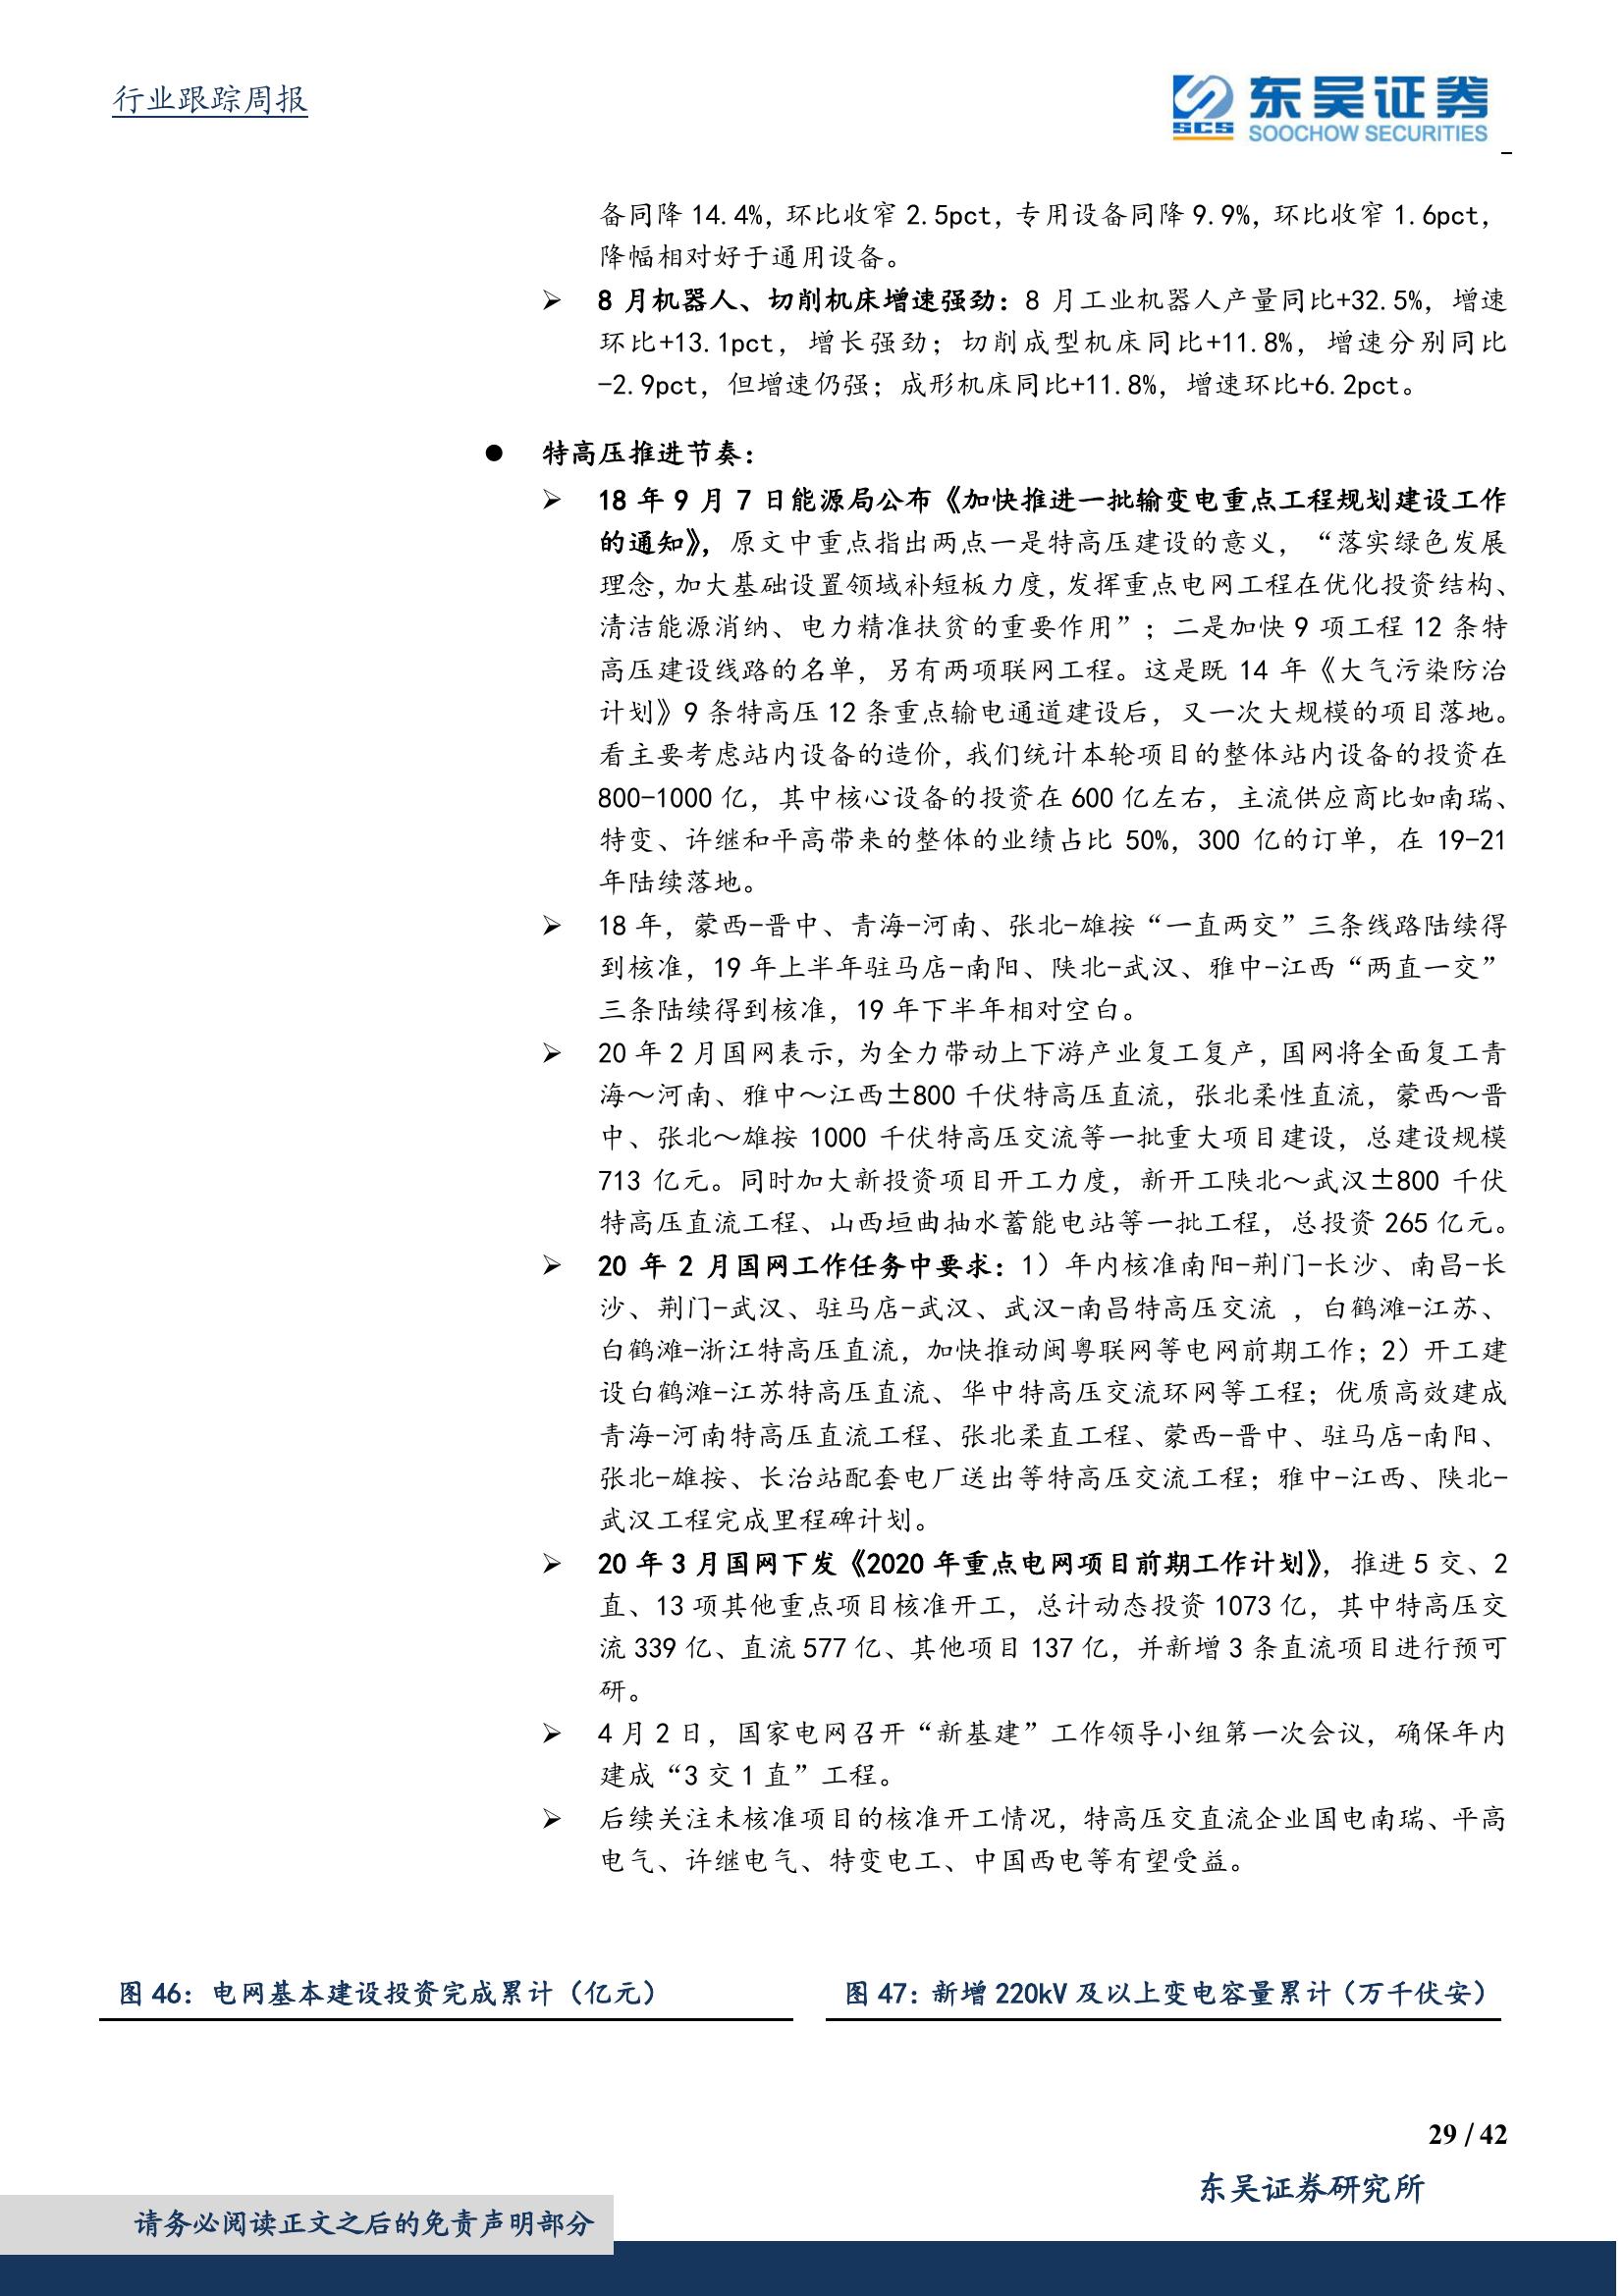 行业跟踪周报
SCS
东吴证券
SOOCHOW SECURITIES
备同降 14.4%，环比收窄 2.5pct，专用设备同降 9.9%，环比收窄 1.6pct，
降幅相对好于通用设备。
➢ 8 月机器人、切削机床增速强劲：8 月工业机器人产量同比+32.5%，增速
环比+13.1pct，增长强劲；切削成型机床同比+11.8%，增速分别同比
-2.9pct，但增速仍强；成形机床同比+11.8%，增速环比+6.2pct。
● 特高压推进节奏：
➢ 18 年 9 月 7 日能源局公布《加快推进一批输变电重点工程规划建设工作
的通知》，原文中重点指出两点一是特高压建设的意义，“落实绿色发展
理念，加大基础设置领域补短板力度，发挥重点电网工程在优化投资结构、
清洁能源消纳、电力精准扶贫的重要作用”；二是加快 9 项工程 12 条特
高压建设线路的名单，另有两项联网工程。这是既 14 年《大气污染防治
计划》9 条特高压 12 条重点输电通道建设后，又一次大规模的项目落地。
看主要考虑站内设备的造价，我们统计本轮项目的整体站内设备的投资在
800-1000 亿，其中核心设备的投资在 600 亿左右，主流供应商比如南瑞、
特变、许继和平高带来的整体的业绩占比 50%，300 亿的订单，在 19-21
年陆续落地。
➢ 18 年，蒙西-晋中、青海-河南、张北-雄按“一直两交”三条线路陆续得
到核准，19 年上半年驻马店-南阳、陕北-武汉、雅中-江西“两直一交”
三条陆续得到核准，19 年下半年相对空白。
➢ 20 年 2 月国网表示，为全力带动上下游产业复工复产，国网将全面复工青
海～河南、雅中～江西±800 千伏特高压直流，张北柔性直流，蒙西～晋
中、张北～雄按 1000 千伏特高压交流等一批重大项目建设，总建设规模
713 亿元。同时加大新投资项目开工力度，新开工陕北～武汉±800 千伏
特高压直流工程、山西垣曲抽水蓄能电站等一批工程，总投资 265 亿元。
➢ 20 年 2 月国网工作任务中要求：1）年内核准南阳-荆门-长沙、南昌-长
沙、荆门-武汉、驻马店-武汉、武汉-南昌特高压交流 ，白鹤滩-江苏、
白鹤滩-浙江特高压直流，加快推动闽粤联网等电网前期工作；2）开工建
设白鹤滩-江苏特高压直流、华中特高压交流环网等工程；优质高效建成
青海-河南特高压直流工程、张北柔直工程、蒙西-晋中、驻马店-南阳、
张北-雄按、长治站配套电厂送出等特高压交流工程；雅中-江西、陕北-
武汉工程完成里程碑计划。
➢ 20 年 3 月国网下发《2020 年重点电网项目前期工作计划》，推进 5 交、2
直、13 项其他重点项目核准开工，总计动态投资 1073 亿，其中特高压交
流 339 亿、直流 577 亿、其他项目 137 亿，并新增 3 条直流项目进行预可
研。
➢ 4 月 2 日，国家电网召开“新基建”工作领导小组第一次会议，确保年内
建成“3 交 1 直”工程。
➢ 后续关注未核准项目的核准开工情况，特高压交直流企业国电南瑞、平高
电气、许继电气、特变电工、中国西电等有望受益。
图 46：电网基本建设投资完成累计（亿元）
图 47：新增 220kV 及以上变电容量累计（万千伏安）
29 / 42
东吴证券研究所
请务必阅读正文之后的免责声明部分